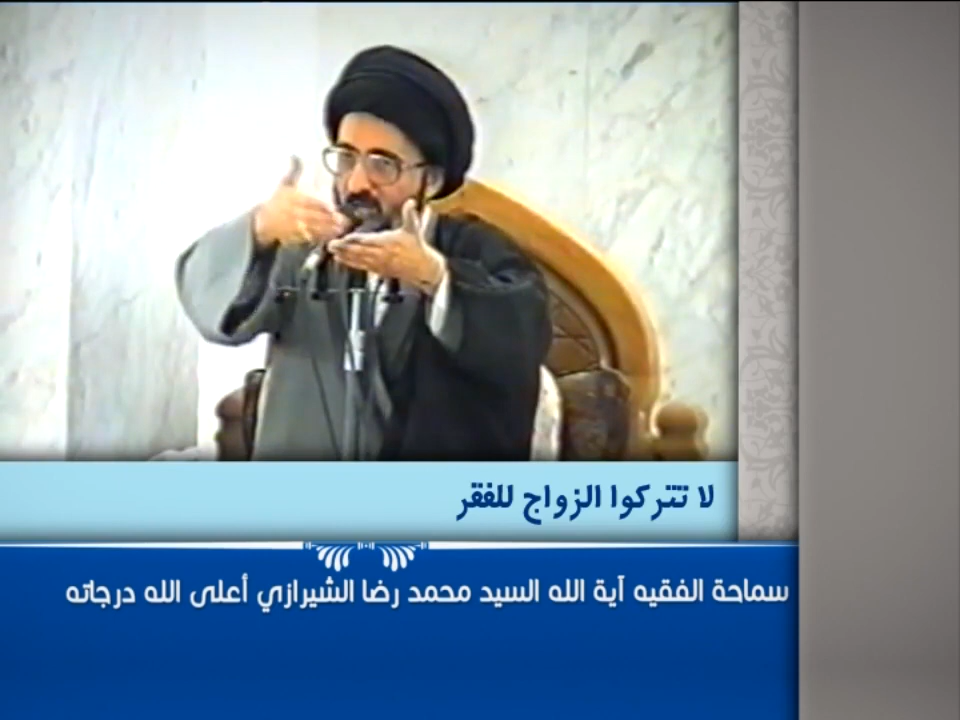 لا تتركوا الزواج للفقر
سماحة الفقيه آية الله السيد محمد رضا الشيرازي أعلى الله درجاته